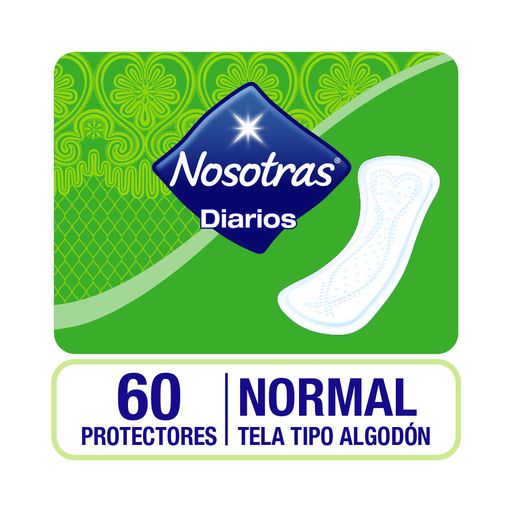 Nosotras®
Diarios
60
PROTECTORES
NORMAL
TELA TIPO ALGODÓN